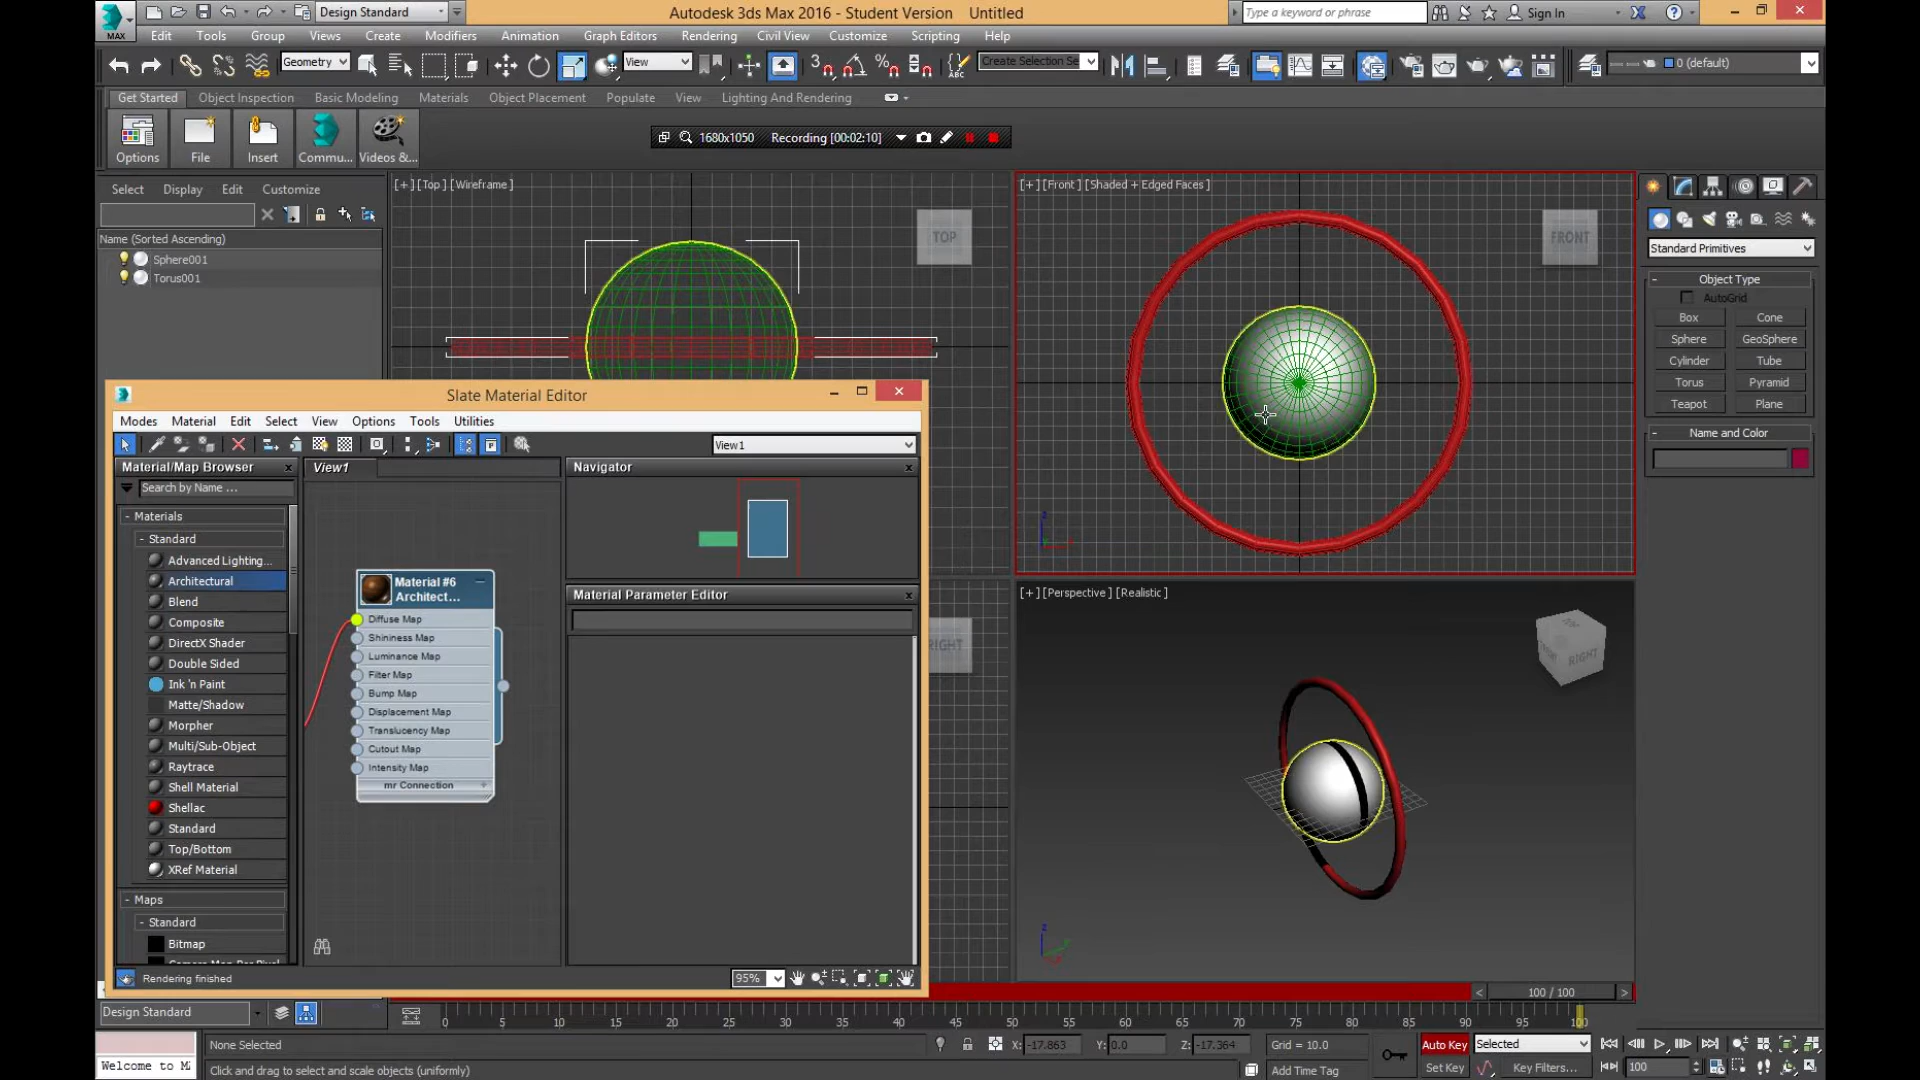 MAX
Design Standard
Autodesk 3ds Max 2016 - Student Version Untitled
Type a keyword or phrase
Sign In
Edit Tools Group Views Create Modifiers Animation Graph Editors Rendering Civil View Customize Scripting Help
Geometry
View
Create Selection Se
0 (default)
Get Started Object Inspection Basic Modeling Materials Object Placement Populate View Lighting And Rendering
Options File Insert Commu... Videos &...
1680x1050 Recording [00:02:10]
Select Display Edit Customize
Name (Sorted Ascending)
Sphere001
Torus001
[+] [Top] [Wireframe]
TOP
[+] [Front] [Shaded + Edged Faces]
FRONT
Standard Primitives
- Object Type
AutoGrid
Box Cone
Sphere GeoSphere
Cylinder Tube
Torus Pyramid
Teapot Plane
- Name and Color
Slate Material Editor
Modes Material Edit Select View Options Tools Utilities
View1
Material/Map Browser
Search by Name ...
- Materials
- Standard
Advanced Lighting...
Architectural
Blend
Composite
DirectX Shader
Double Sided
Ink 'n Paint
Matte/Shadow
Morpher
Multi/Sub-Object
Raytrace
Shell Material
Shellac
Standard
Top/Bottom
XRef Material
- Maps
- Standard
Bitmap
View1
Material #6
Architect...
Diffuse Map
Shininess Map
Luminance Map
Filter Map
Bump Map
Displacement Map
Translucency Map
Cutout Map
Intensity Map
mr Connection +
Navigator
Material Parameter Editor
Rendering finished
95%
RIGHT
[+] [Perspective] [Realistic]
RIGHT
100 / 100
Design Standard
0 5 10 15 20 25 30 35 40 45 50 55 60 65 70 75 80 85 90 95 100
None Selected
X: -17.863 Y: 0.0 Z: -17.364 Grid = 10.0
Auto Key Selected
Welcome to M
Click and drag to select and scale objects (uniformly)
Add Time Tag
Set Key Key Filters... 100